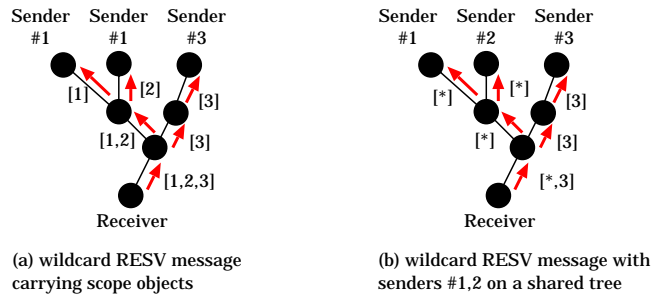 Sender Sender Sender
#1 #1 #3
[1] [2] [3]
[1,2] [3]
[1,2,3]
Receiver
(a) wildcard RESV message
carrying scope objects
Sender Sender Sender
#1 #2 #3
[*] [*] [3]
[*] [3]
[*,3]
Receiver
(b) wildcard RESV message with
senders #1,2 on a shared tree